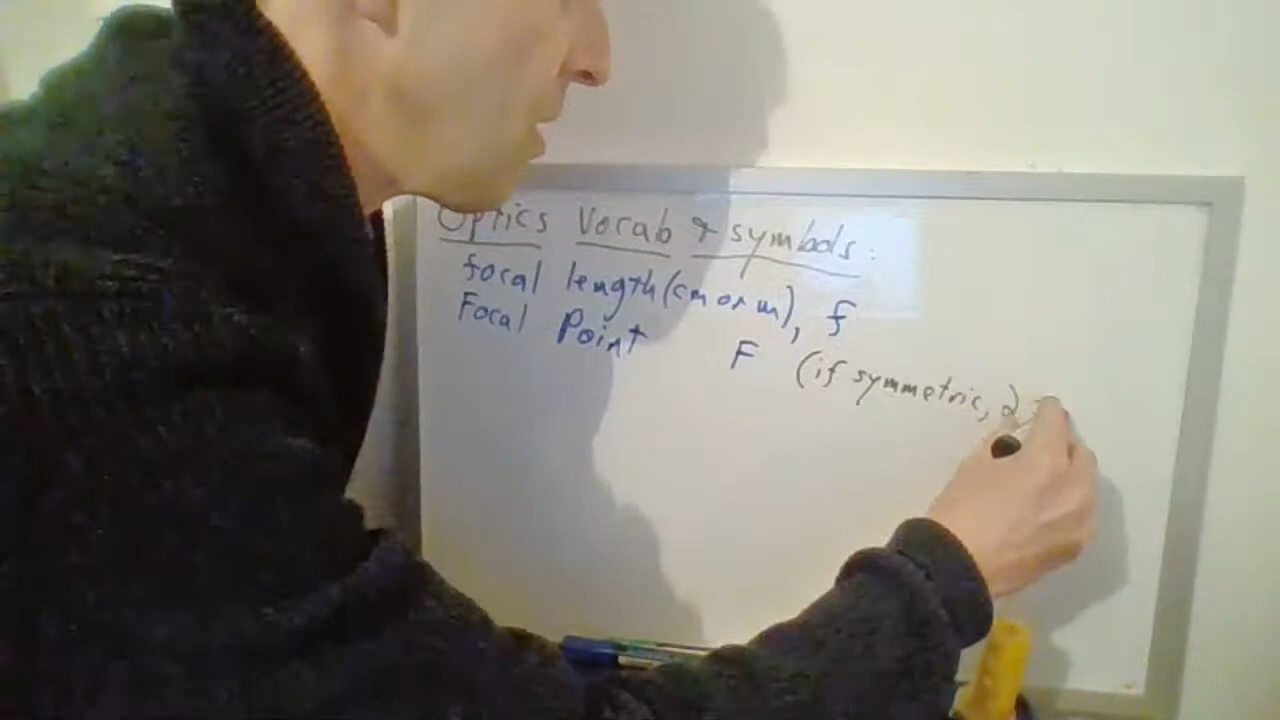 Optics Vocab & symbols:
focal length (cm or m), f
Focal Point F (if symmetric, 2